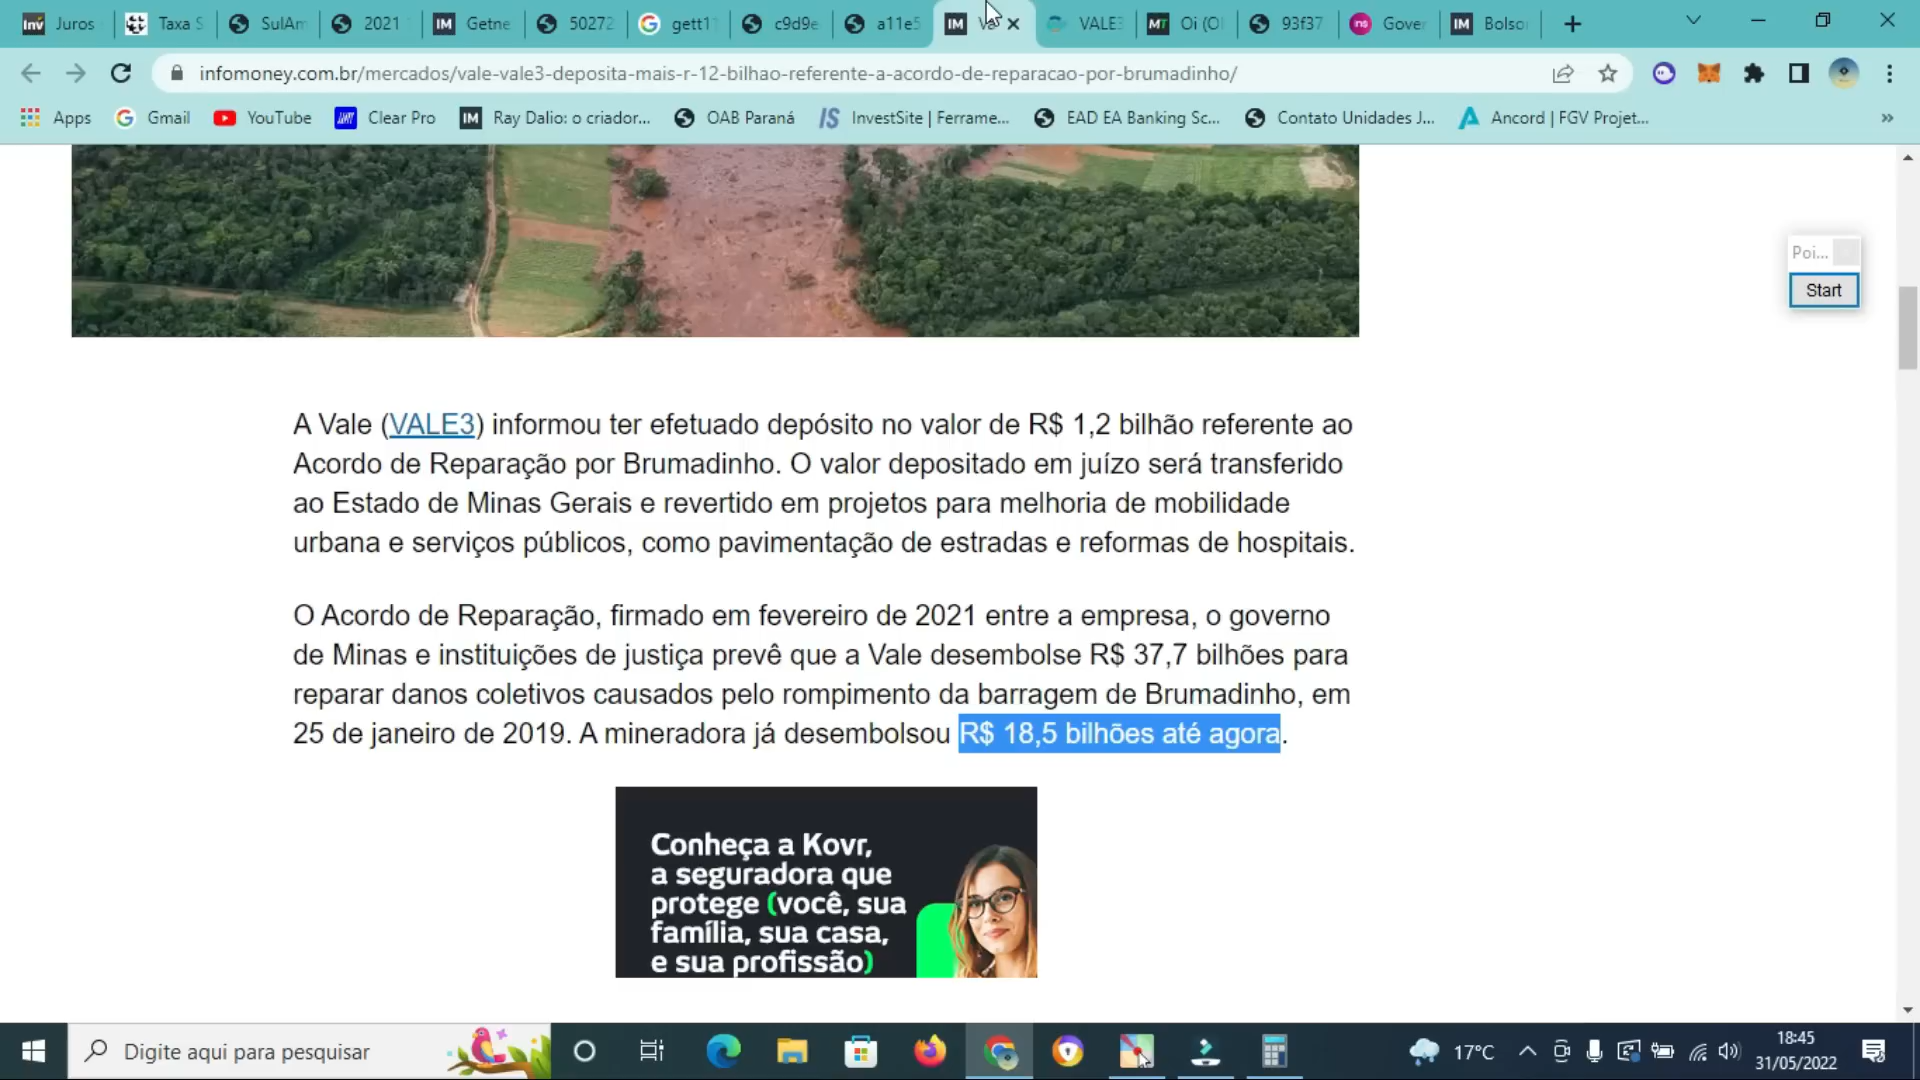 Juros
Taxa S
SulAm
2021
Getne
50272
gett11
c9d9e
a11e5
VALE3
Oi (OI
93f37
Gover
Bolso
infomoney.com.br/mercados/vale-vale3-deposita-mais-r-12-bilhao-referente-a-acordo-de-reparacao-por-brumadinho/
Apps
Gmail
YouTube
Clear Pro
Ray Dalio: o criador...
OAB Paraná
InvestSite | Ferrame...
EAD EA Banking Sc...
Contato Unidades J...
Ancord | FGV Projet...
»
Poi...
Start
A Vale (VALE3) informou ter efetuado depósito no valor de R$ 1,2 bilhão referente ao
Acordo de Reparação por Brumadinho. O valor depositado em juízo será transferido
ao Estado de Minas Gerais e revertido em projetos para melhoria de mobilidade
urbana e serviços públicos, como pavimentação de estradas e reformas de hospitais.
O Acordo de Reparação, firmado em fevereiro de 2021 entre a empresa, o governo
de Minas e instituições de justiça prevê que a Vale desembolse R$ 37,7 bilhões para
reparar danos coletivos causados pelo rompimento da barragem de Brumadinho, em
25 de janeiro de 2019. A mineradora já desembolsou R$ 18,5 bilhões até agora.
Conheça a Kovr,
a seguradora que
protege (você, sua
família, sua casa,
e sua profissão)
Digite aqui para pesquisar
17°C
18:45
31/05/2022